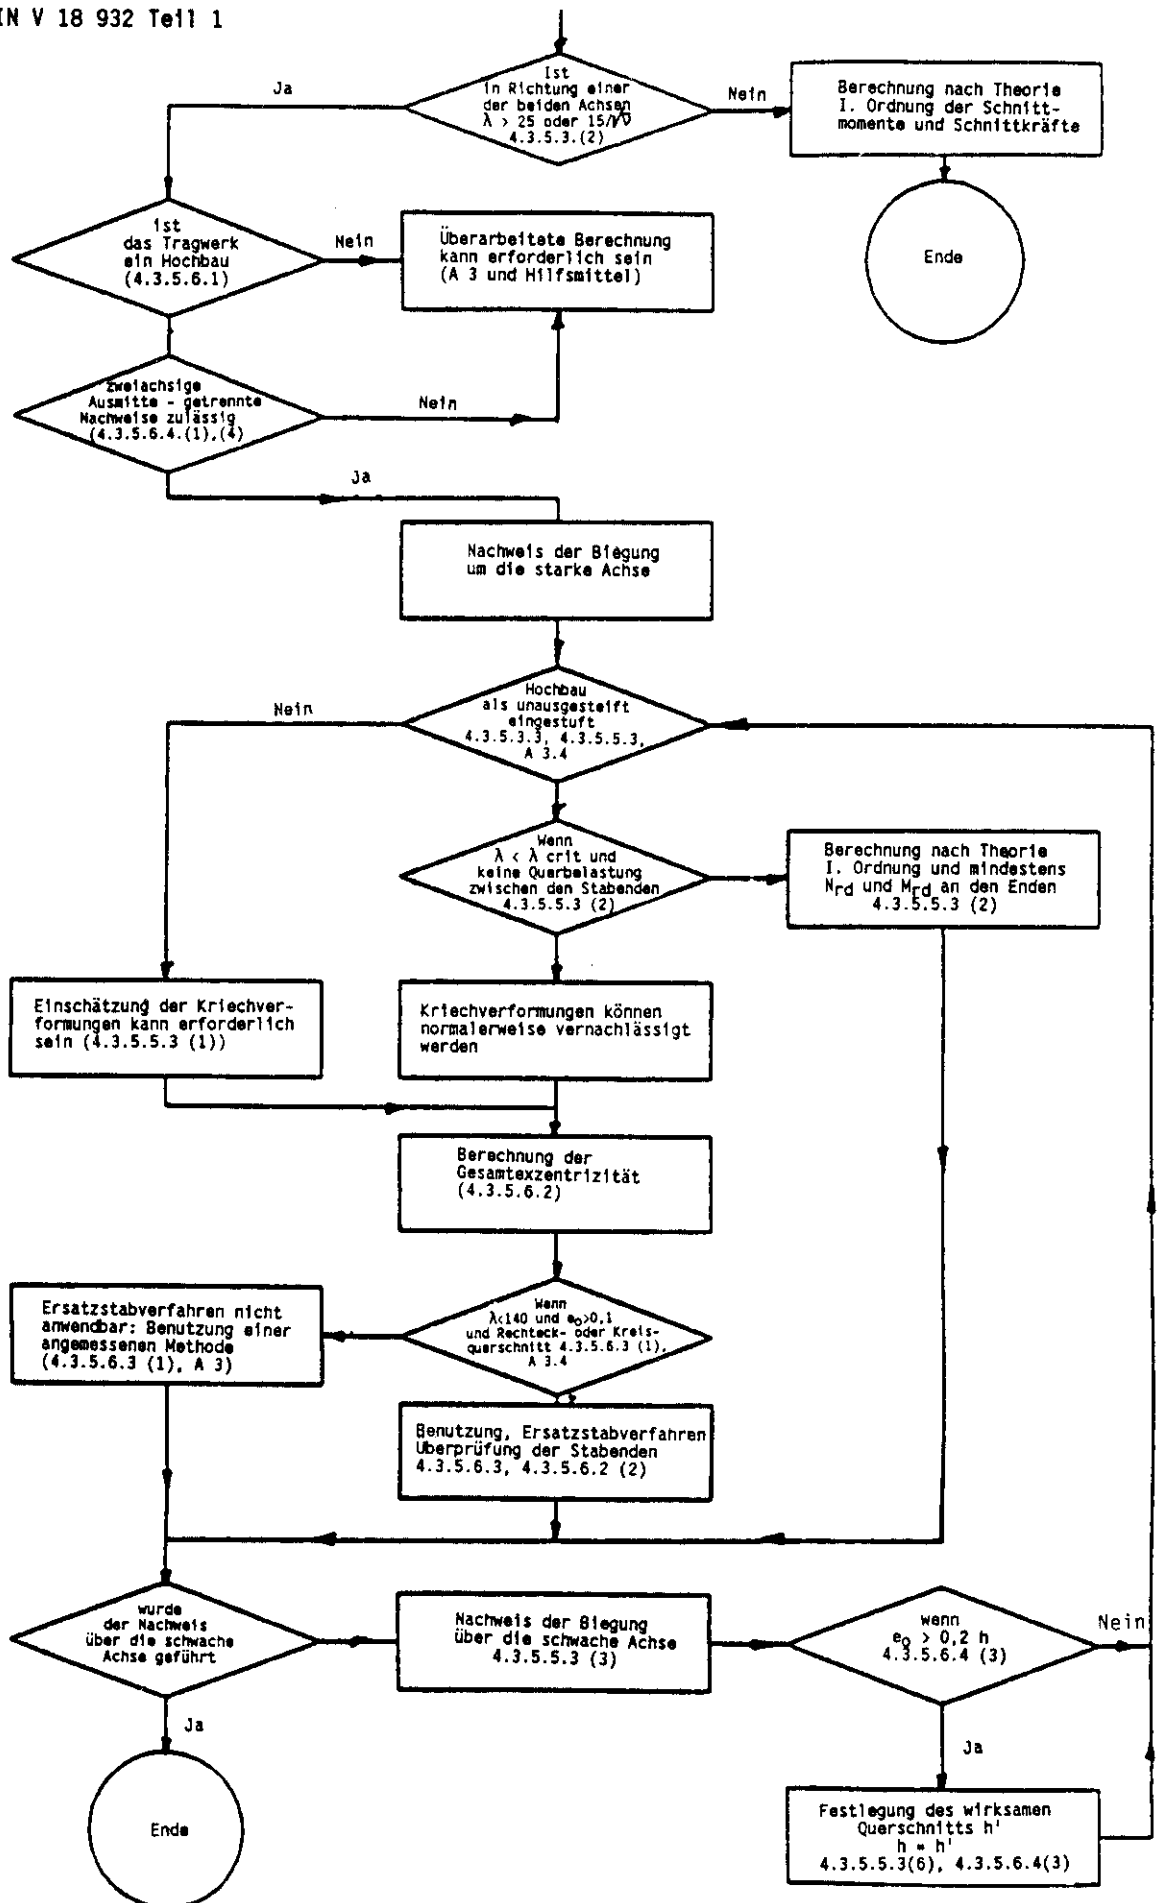 IN V 18 932 Teil 1
Ist
in Richtung einer
der beiden Achsen
λ > 25 oder 15/√ν
4.3.5.3.(2)
Ja
Nein
Berechnung nach Theorie
I. Ordnung der Schnitt-
momente und Schnittkräfte
Ende
ist
das Tragwerk
ein Hochbau
(4.3.5.6.1)
Nein
Überarbeitete Berechnung
kann erforderlich sein
(A 3 und Hilfsmittel)
zweiachsige
Ausmitte - getrennte
Nachweise zulässig
(4.3.5.6.4.(1),(4)
Nein
Ja
Nachweis der Biegung
um die starke Achse
Hochbau
als unausgesteift
eingestuft
4.3.5.3.3, 4.3.5.5.3,
A 3.4
Nein
Wenn
λ < λ crit und
keine Querbelastung
zwischen den Stabenden
4.3.5.5.3 (2)
Berechnung nach Theorie
I. Ordnung und mindestens
Nrd und Mrd an den Enden
4.3.5.5.3 (2)
Einschätzung der Kriechver-
formungen kann erforderlich
sein (4.3.5.5.3 (1))
Kriechverformungen können
normalerweise vernachlässigt
werden
Berechnung der
Gesamtexzentrizität
(4.3.5.6.2)
Wenn
λ<140 und eo>0,1
und Rechteck- oder Kreis-
querschnitt 4.3.5.6.3 (1),
A 3.4
Ersatzstabverfahren nicht
anwendbar: Benutzung einer
angemessenen Methode
(4.3.5.6.3 (1), A 3)
Benutzung, Ersatzstabverfahren
Überprüfung der Stabenden
4.3.5.6.3, 4.3.5.6.2 (2)
wurde
der Nachweis
über die schwache
Achse geführt
Nachweis der Biegung
über die schwache Achse
4.3.5.5.3 (3)
wenn
eo > 0,2 h
4.3.5.6.4 (3)
Nein
Ja
Ja
Ende
Festlegung des wirksamen
Querschnitts h'
h = h'
4.3.5.5.3(6), 4.3.5.6.4(3)